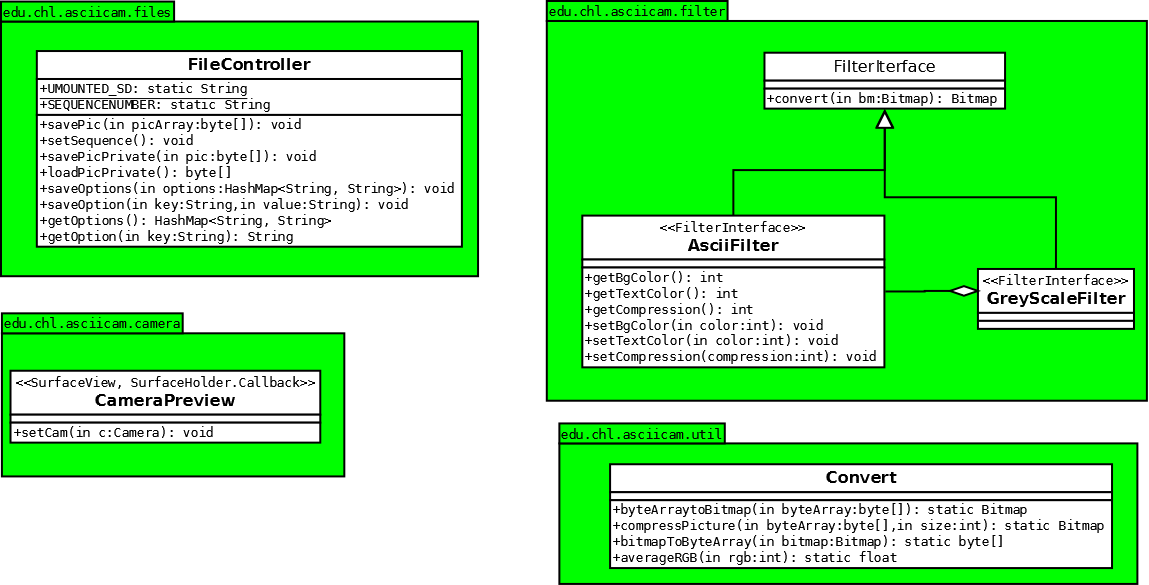 edu.chl.asciicam.files
FileController
+UMOUNTED_SD: static String
+SEQUENCENUMBER: static String
+savePic(in picArray:byte[]): void
+setSequence(): void
+savePicPrivate(in pic:byte[]): void
+loadPicPrivate(): byte[]
+saveOptions(in options:HashMap<String, String>): void
+saveOption(in key:String,in value:String): void
+getOptions(): HashMap<String, String>
+getOption(in key:String): String
edu.chl.asciicam.filter
FilterIterface
+convert(in bm:Bitmap): Bitmap
<<FilterInterface>>
AsciiFilter
+getBgColor(): int
+getTextColor(): int
+getCompression(): int
+setBgColor(in color:int): void
+setTextColor(in color:int): void
+setCompression(compression:int): void
<<FilterInterface>>
GreyScaleFilter
edu.chl.asciicam.camera
<<SurfaceView, SurfaceHolder.Callback>>
CameraPreview
+setCam(in c:Camera): void
edu.chl.asciicam.util
Convert
+byteArraytoBitmap(in byteArray:byte[]): static Bitmap
+compressPicture(in byteArray:byte[],in size:int): static Bitmap
+bitmapToByteArray(in bitmap:Bitmap): static byte[]
+averageRGB(in rgb:int): static float